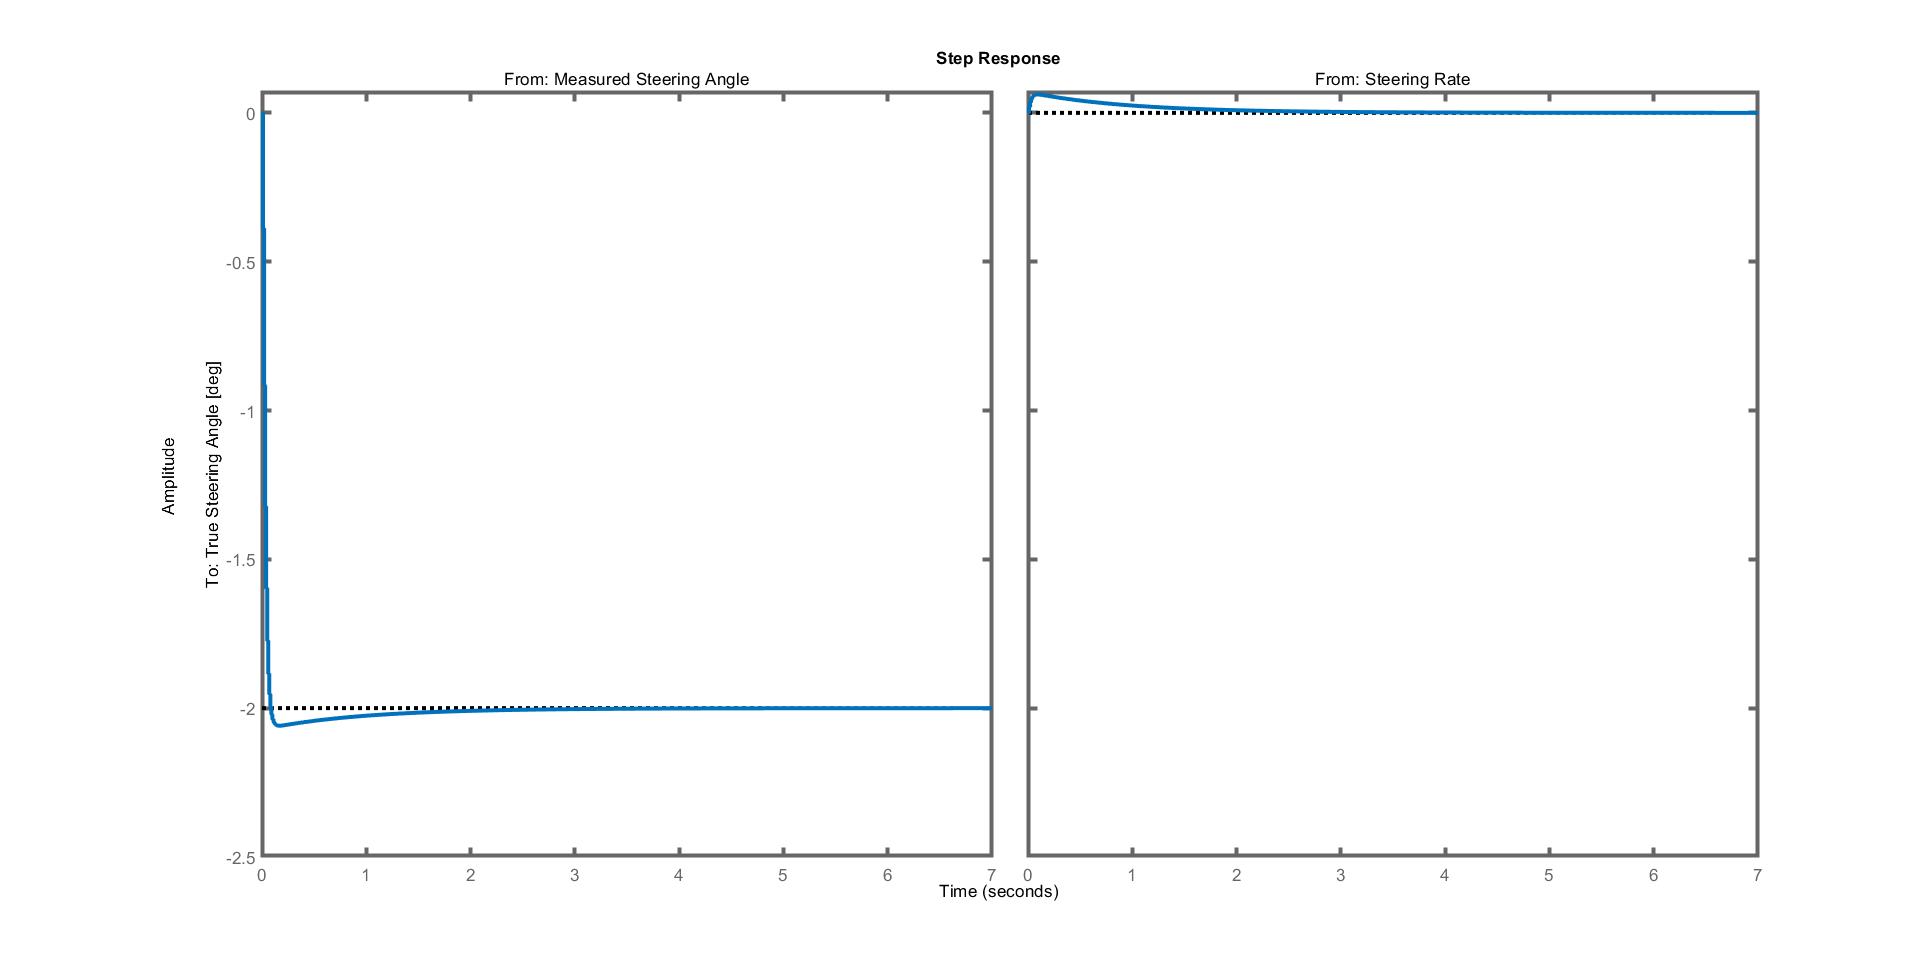 Step Response
From: Measured Steering Angle
From: Steering Rate
Amplitude
To: True Steering Angle [deg]
0
-0.5
-1
-1.5
-2
-2.5
0 1 2 3 4 5 6 7
0 1 2 3 4 5 6 7
Time (seconds)